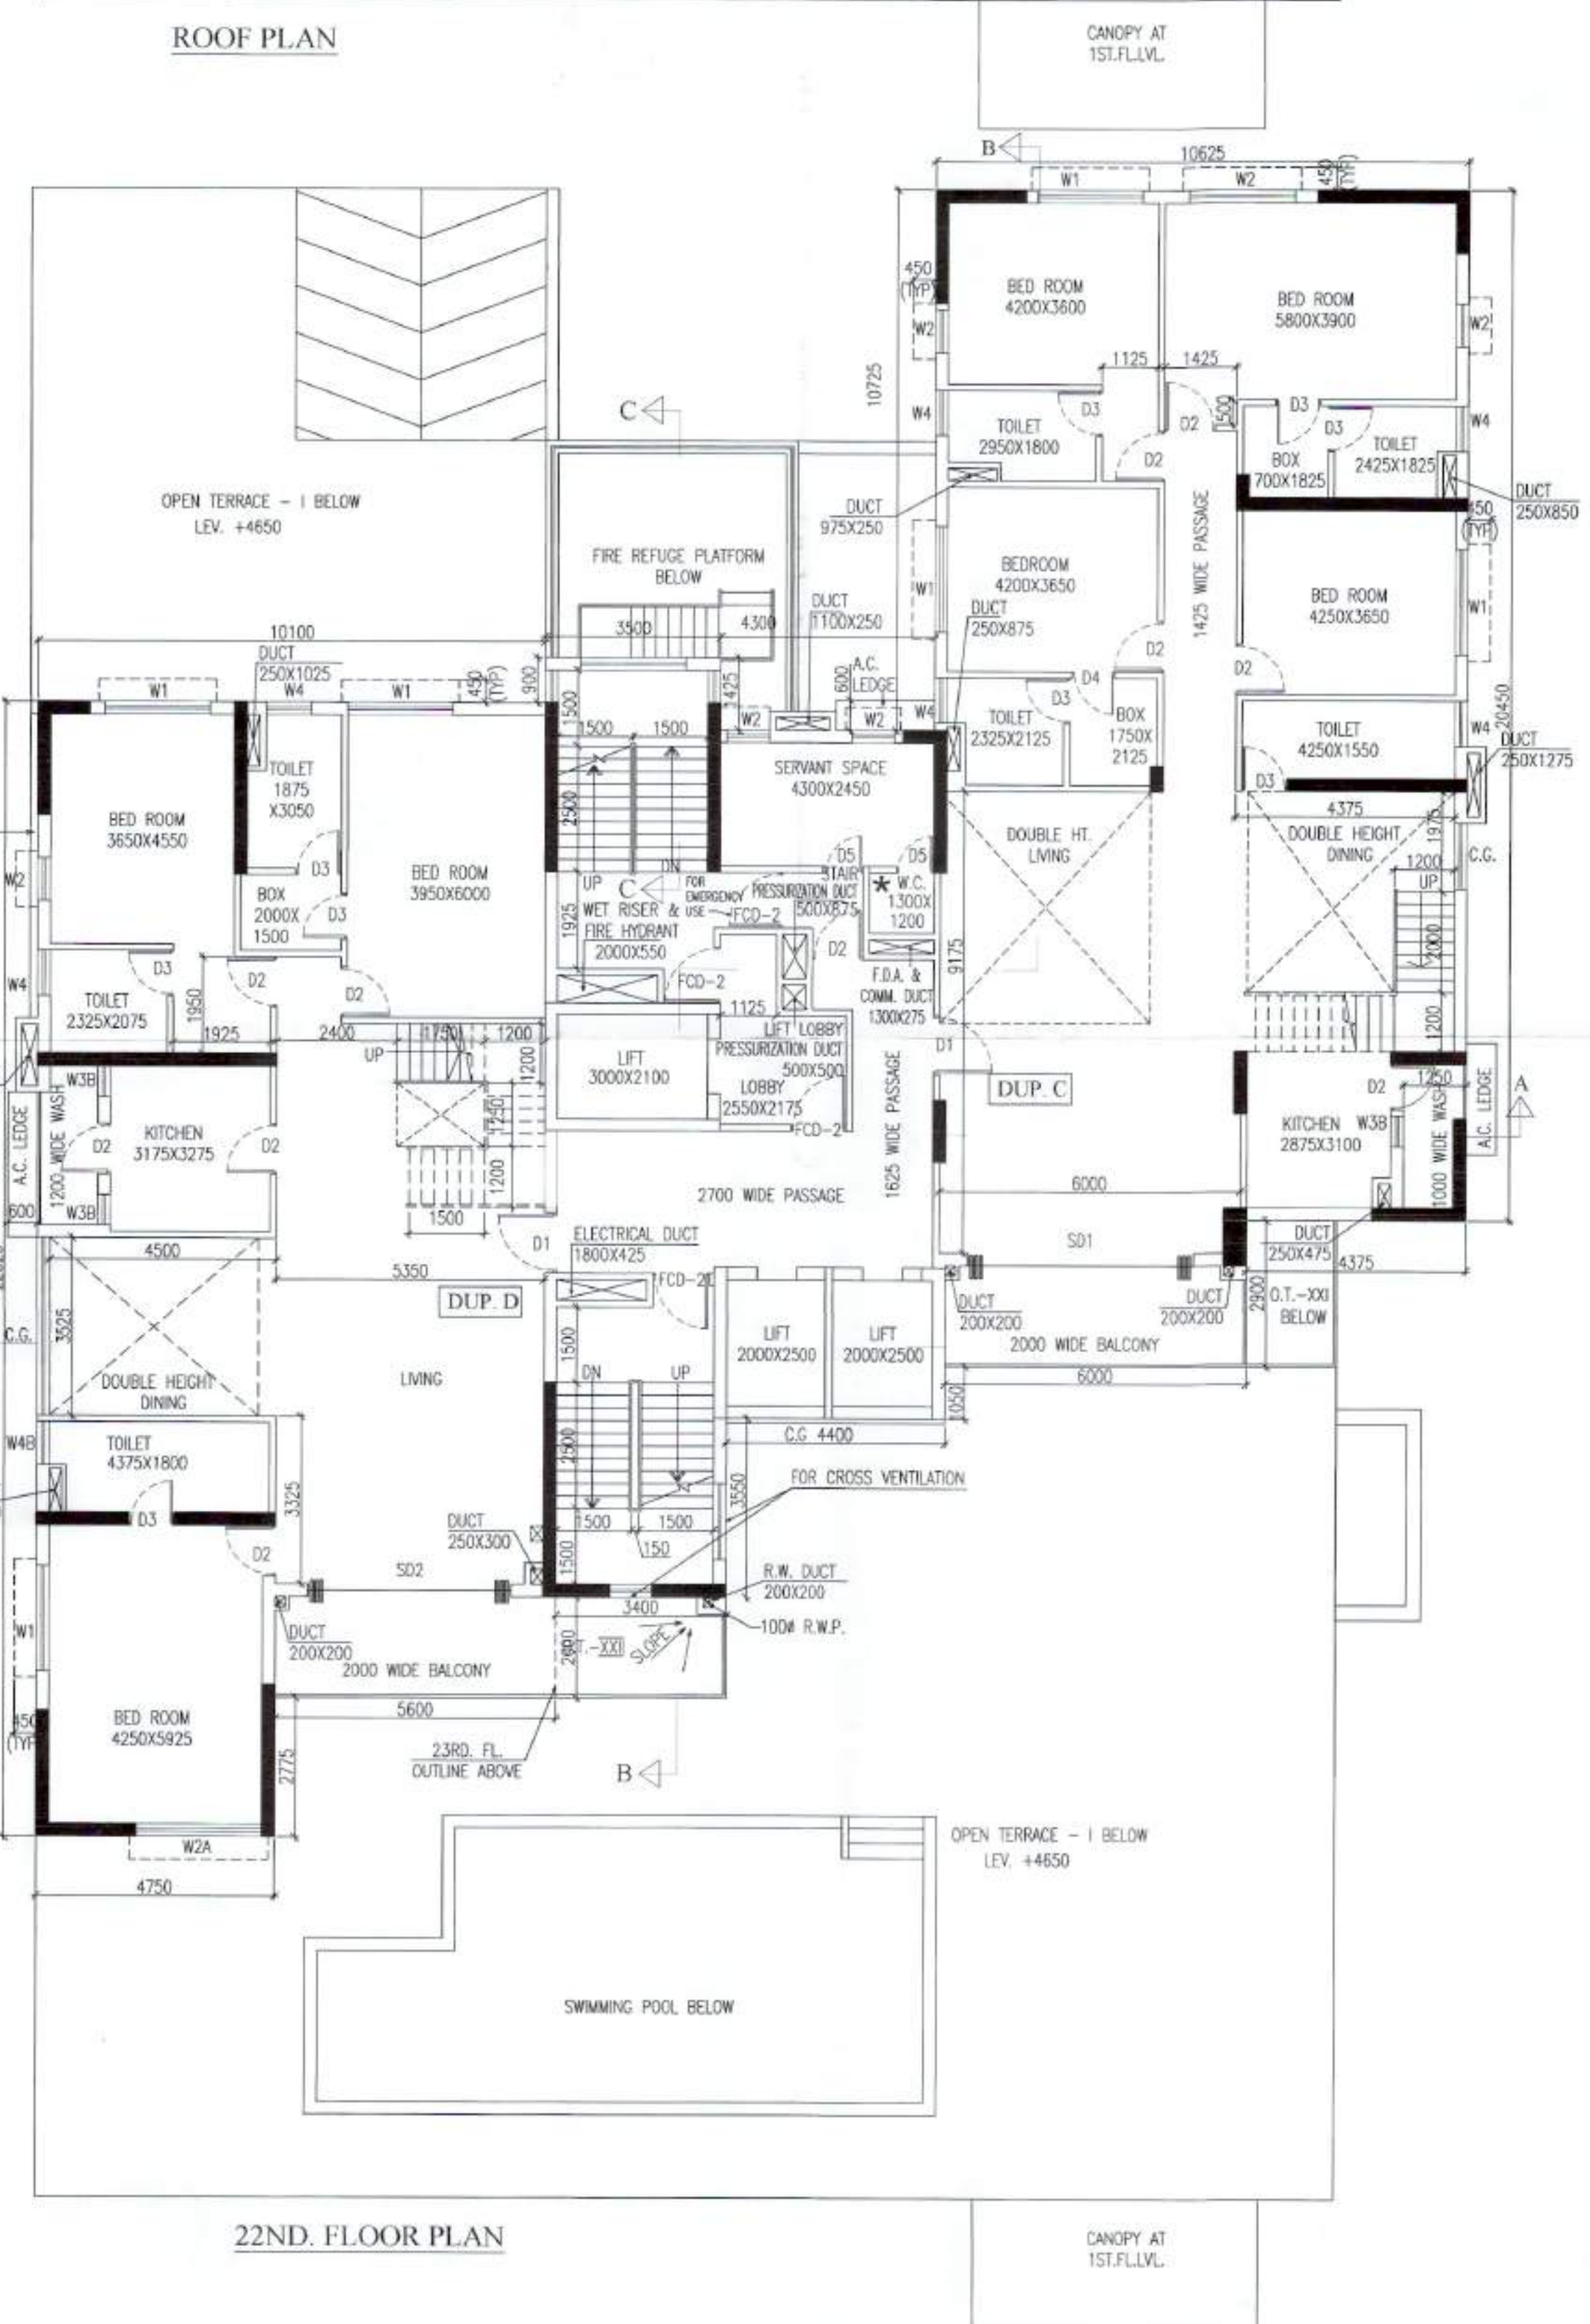 ROOF PLAN
CANOPY AT
1ST.FL.LVL.
B
10625
W1
W2
450
(TYP)
450
(TYP)
BED ROOM
4200X3600
BED ROOM
5800X3900
W2
W2
10725
1125
1425
C
W4
D3
D2
1500
D3
W4
TOILET
2950X1800
D2
D3
TOILET
2425X1825
BOX
700X1825
OPEN TERRACE - I BELOW
LEV. +4650
DUCT
975X250
DUCT
250X850
450
(TYP)
1425 WIDE PASSAGE
FIRE REFUGE PLATFORM
BELOW
BEDROOM
4200X3650
W1
BED ROOM
4250X3650
W1
DUCT
1100X250
DUCT
250X875
10100
3500
4300
DUCT
250X1025
D2
D2
W1
W4
W1
450
(TYP)
900
1425
600
A.C.
LEDGE
D4
D3
1500
1500
1500
W2
W2
W4
TOILET
2325X2125
BOX
1750X
2125
TOILET
4250X1550
W4
20450
DUCT
250X1275
TOILET
1875
X3050
SERVANT SPACE
4300X2450
D3
BED ROOM
3650X4550
2500
4375
DOUBLE HT.
LIVING
DOUBLE HEIGHT
DINING
1975
D5
D5
1200
C.G.
W2
D3
BED ROOM
3950X6000
UP
C
DN
FOR
EMERGENCY
USE
STAIR
PRESSURIZATION DUCT
500X875
W.C.
1300X
1200
UP
BOX
2000X
1500
D3
1925
WET RISER &
FIRE HYDRANT
2000X550
FCD-2
D2
9175
2000
W4
D3
D2
D2
FCD-2
F.D.A. &
COMM. DUCT
1300X275
TOILET
2325X2075
1950
1125
1925
2400
1750
1200
LIFT LOBBY
PRESSURIZATION DUCT
500X500
1200
UP
1200
LIFT
3000X2100
D1
W3B
LOBBY
2550X2175
1625 WIDE PASSAGE
DUP. C
D2
1250
A
A.C. LEDGE
1200 WIDE WASH
KITCHEN
3175X3275
D2
D2
1250
FCD-2
KITCHEN
2875X3100
W3B
1000 WIDE WASH
A.C. LEDGE
600
W3B
1200
1500
2700 WIDE PASSAGE
6000
D1
ELECTRICAL DUCT
1800X425
SD1
DUCT
250X475
4375
4500
5350
DUP. D
FCD-2
DUCT
200X200
DUCT
200X200
2900
O.T.-XXI
BELOW
C.G.
3525
1500
LIFT
2000X2500
LIFT
2000X2500
2000 WIDE BALCONY
DOUBLE HEIGHT
DINING
LIVING
DN
UP
6000
1050
W4B
TOILET
4375X1800
2500
C.G 4400
3325
3550
FOR CROSS VENTILATION
D3
DUCT
250X300
1500
1500
150
D2
SD2
1500
R.W. DUCT
200X200
3400
100ø R.W.P.
W1
DUCT
200X200
SLOPE
2000 WIDE BALCONY
450
(TYP
BED ROOM
4250X5925
5600
2775
23RD. FL.
OUTLINE ABOVE
B
W2A
OPEN TERRACE - I BELOW
LEV. +4650
4750
SWIMMING POOL BELOW
22ND. FLOOR PLAN
CANOPY AT
1ST.FL.LVL.